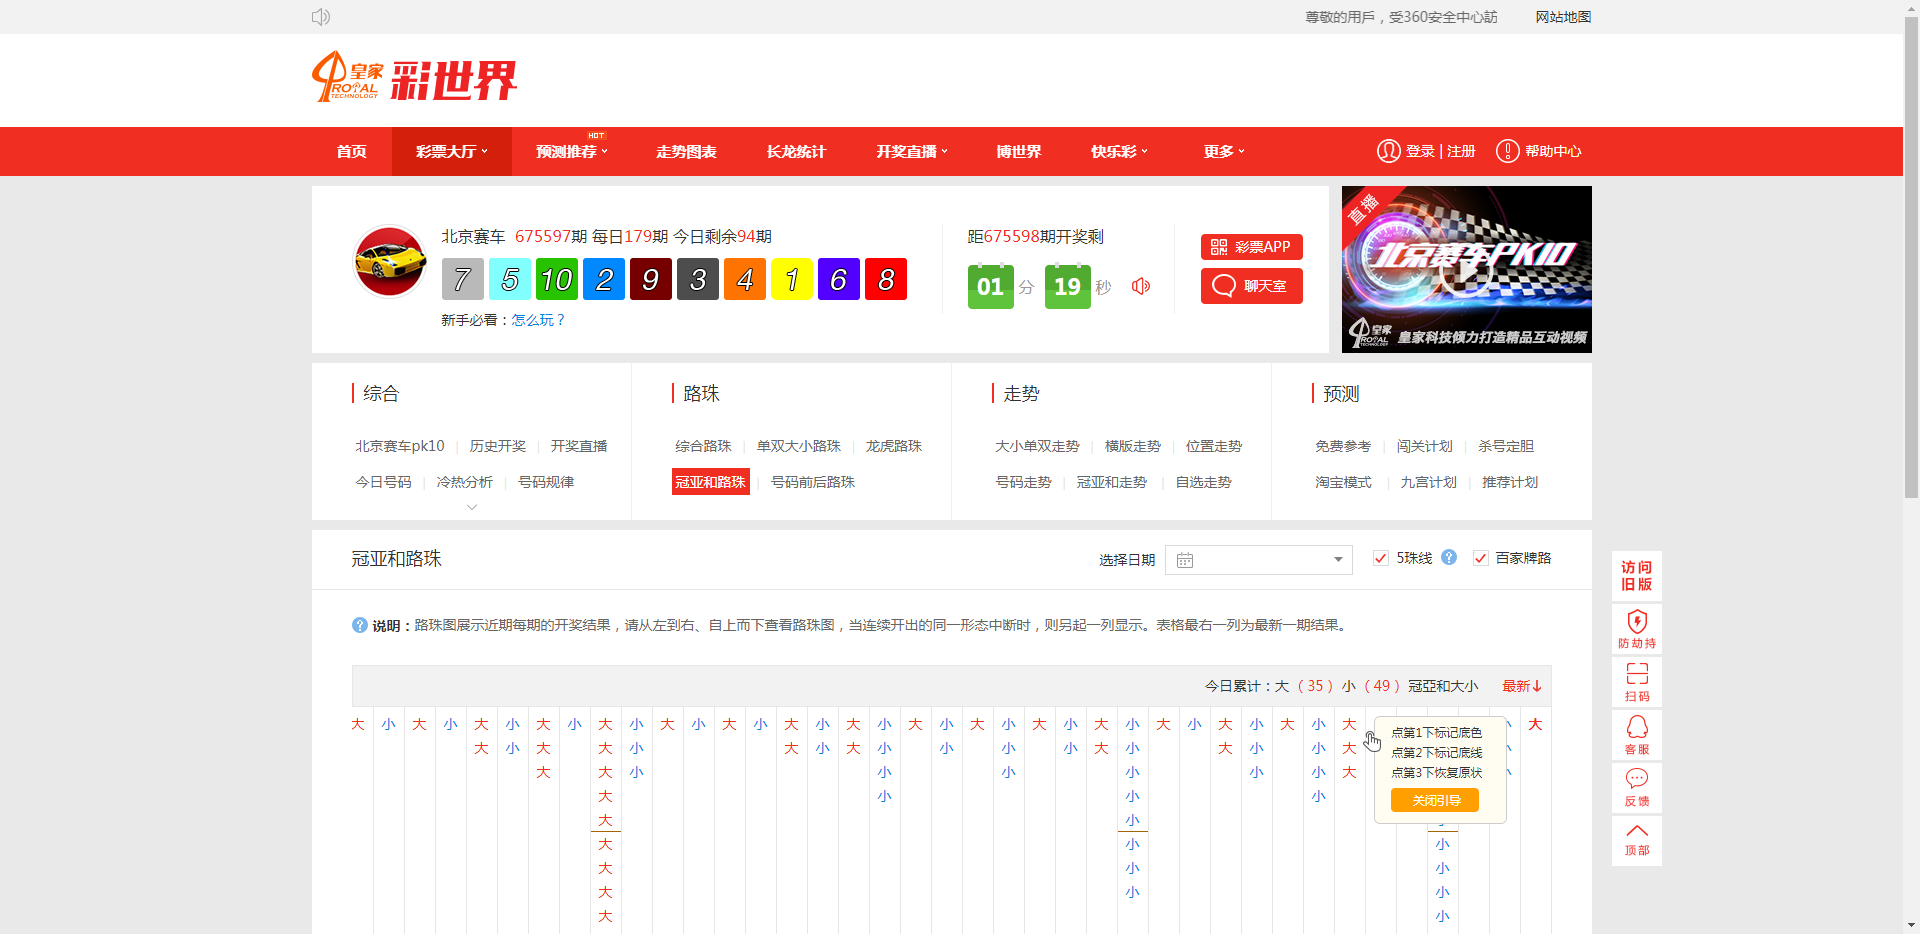 尊敬的用戶，受360安全中心訪
网站地图
皇家
ROYAL
TECHNOLOGY
彩世界
首页
彩票大厅
预测推荐
HOT
走势图表
长龙统计
开奖直播
博世界
快乐彩
更多
登录 | 注册
帮助中心
北京赛车 675597期 每日179期 今日剩余94期
7 5 10 2 9 3 4 1 6 8
新手必看：怎么玩？
距675598期开奖剩
01 分 19 秒
彩票APP
聊天室
直播
北京赛车PK10
皇家
ROYAL
TECHNOLOGY
皇家科技倾力打造精品互动视频
综合
北京赛车pk10 | 历史开奖 | 开奖直播
今日号码 | 冷热分析 | 号码规律
路珠
综合路珠 | 单双大小路珠 | 龙虎路珠
冠亚和路珠 | 号码前后路珠
走势
大小单双走势 | 横版走势 | 位置走势
号码走势 | 冠亚和走势 | 自选走势
预测
免费参考 | 闯关计划 | 杀号定胆
淘宝模式 | 九宫计划 | 推荐计划
冠亚和路珠
选择日期
5珠线
百家牌路
说明：路珠图展示近期每期的开奖结果，请从左到右、自上而下查看路珠图，当连续开出的同一形态中断时，则另起一列显示。表格最右一列为最新一期结果。
今日累计：大（35）小（49）冠亞和大小 最新↓
大 小 大 小 大 小 大 小 大 小 大 小 大 小 大 小 大 小 大 小 大 小 大 小 大 小 大 小 大 小 大 小 大 大
大 小 大 大 小 大 小 大 小 小 小 小 大 小 大 小 小 大
大 大 小 小 小 小 小 小 大
大 小 小 小
大 小
大 小 小
大 小 小
大 小 小
大 小
点第1下标记底色
点第2下标记底线
点第3下恢复原状
关闭引导
访问
旧版
防劫持
扫码
客服
反馈
顶部